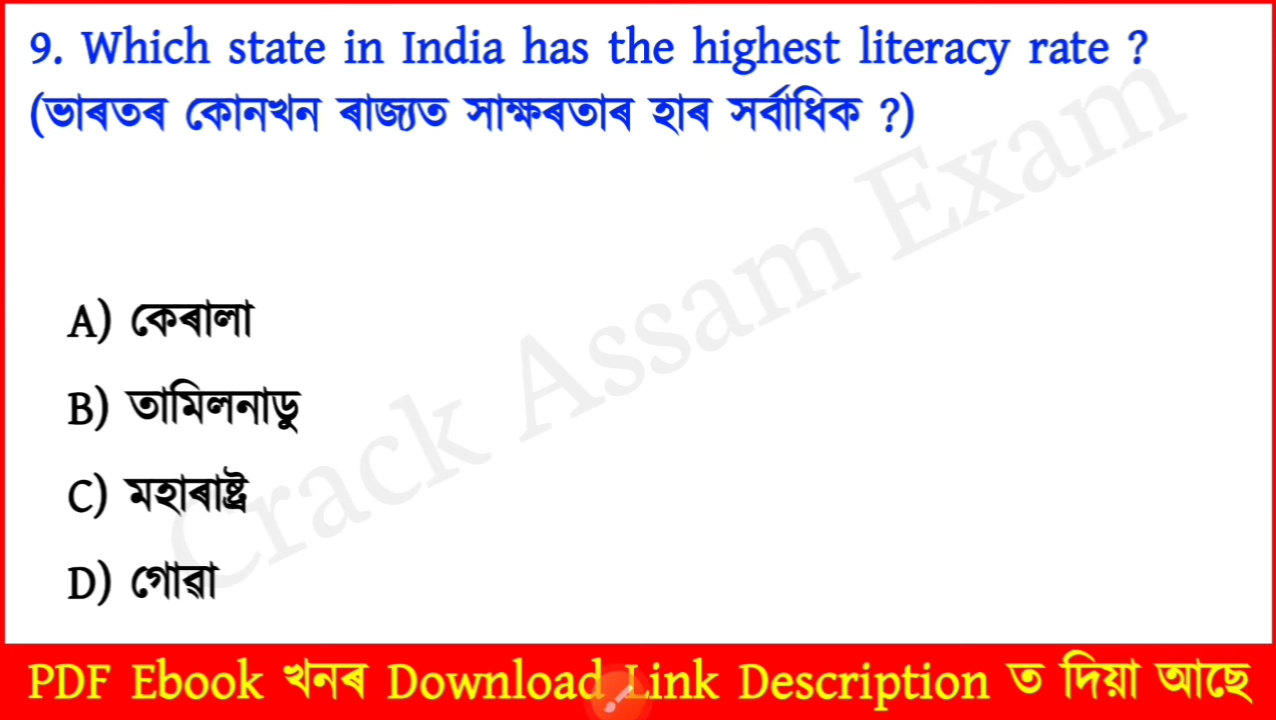 9. Which state in India has the highest literacy rate ?
(ভাৰতৰ কোনখন ৰাজ্যত সাক্ষৰতাৰ হাৰ সৰ্বাধিক ?)
A) কেৰালা
B) তামিলনাডু
C) মহাৰাষ্ট্ৰ
D) গোৱা
Crack Assam Exam
PDF Ebook খনৰ Download Link Description ত দিয়া আছে